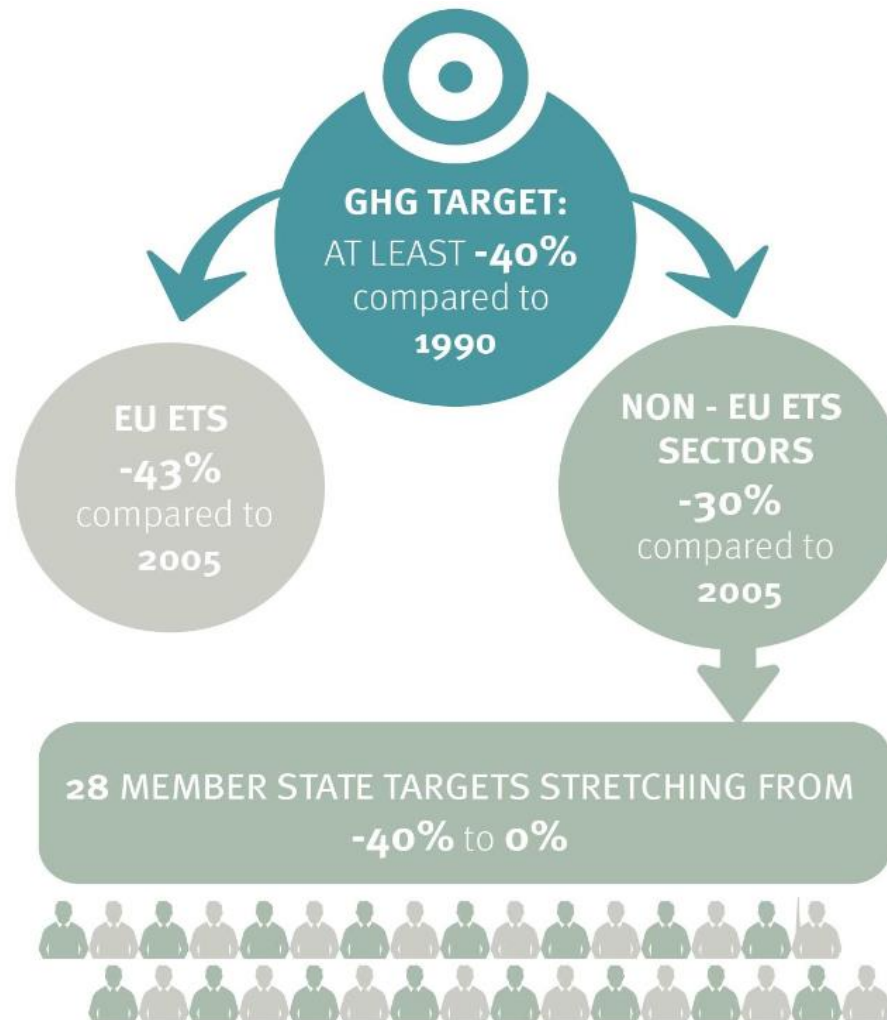 GHG TARGET:
AT LEAST -40%
compared to
1990
EU ETS
-43%
compared to
2005
NON - EU ETS
SECTORS
-30%
compared to
2005
28 MEMBER STATE TARGETS STRETCHING FROM
-40% to 0%